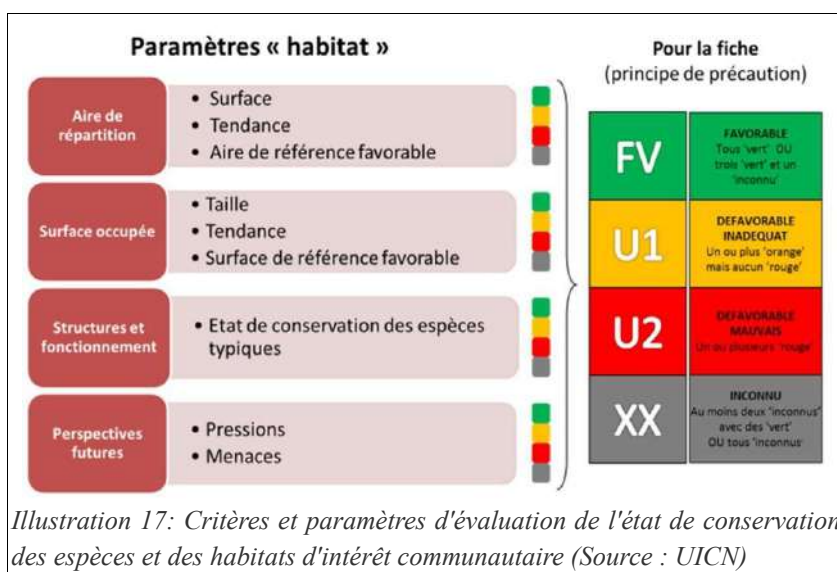 Paramètres « habitat »
Aire de
répartition
• Surface
• Tendance
• Aire de référence favorable
Surface occupée
• Taille
• Tendance
• Surface de référence favorable
Structures et
fonctionnement
• Etat de conservation des espèces
typiques
Perspectives
futures
• Pressions
• Menaces
Pour la fiche
(principe de précaution)
FV
FAVORABLE
Tous 'vert' OU
trois 'vert' et un
'inconnu'
U1
DEFAVORABLE
INADEQUAT
Un ou plus 'orange'
mais aucun 'rouge'
U2
DEFAVORABLE
MAUVAIS
Un ou plusieurs 'rouge'
XX
INCONNU
Au moins deux 'inconnus'
avec des 'vert'
OU tous 'inconnus'
Illustration 17: Critères et paramètres d'évaluation de l'état de conservation
des espèces et des habitats d'intérêt communautaire (Source : UICN)